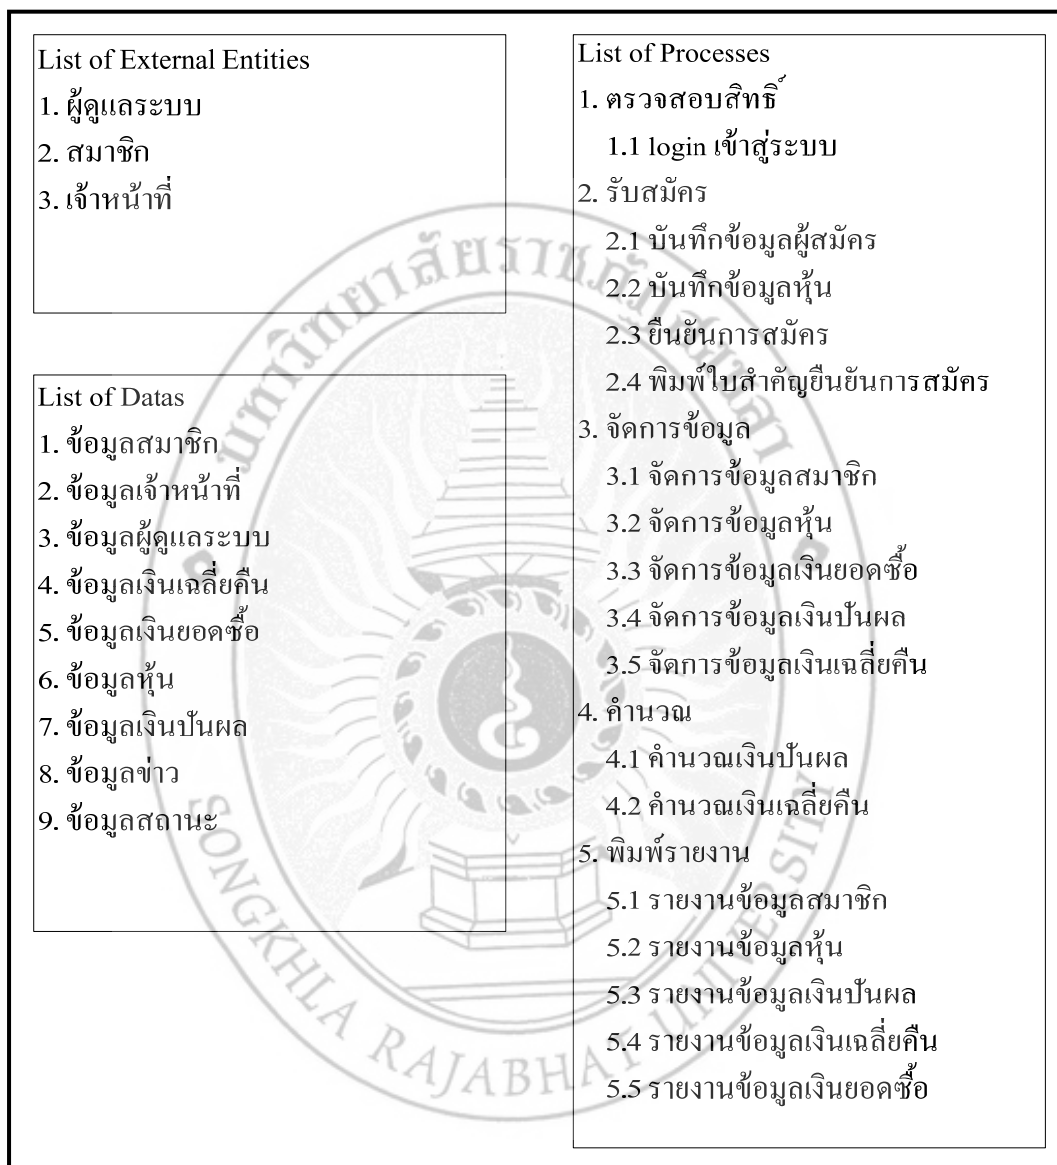 List of External Entities
1. ผู้ดูแลระบบ
2. สมาชิก
3. เจ้าหน้าที่
List of Datas
1. ข้อมูลสมาชิก
2. ข้อมูลเจ้าหน้าที่
3. ข้อมูลผู้ดูแลระบบ
4. ข้อมูลเงินเฉลี่ยคืน
5. ข้อมูลเงินยอดซื้อ
6. ข้อมูลหุ้น
7. ข้อมูลเงินปันผล
8. ข้อมูลข่าว
9. ข้อมูลสถานะ
List of Processes
1. ตรวจสอบสิทธิ์
1.1 login เข้าสู่ระบบ
2. รับสมัคร
2.1 บันทึกข้อมูลผู้สมัคร
2.2 บันทึกข้อมูลหุ้น
2.3 ยืนยันการสมัคร
2.4 พิมพ์ใบสำคัญยืนยันการสมัคร
3. จัดการข้อมูล
3.1 จัดการข้อมูลสมาชิก
3.2 จัดการข้อมูลหุ้น
3.3 จัดการข้อมูลเงินยอดซื้อ
3.4 จัดการข้อมูลเงินปันผล
3.5 จัดการข้อมูลเงินเฉลี่ยคืน
4. คำนวณ
4.1 คำนวณเงินปันผล
4.2 คำนวณเงินเฉลี่ยคืน
5. พิมพ์รายงาน
5.1 รายงานข้อมูลสมาชิก
5.2 รายงานข้อมูลหุ้น
5.3 รายงานข้อมูลเงินปันผล
5.4 รายงานข้อมูลเงินเฉลี่ยคืน
5.5 รายงานข้อมูลเงินยอดซื้อ
มหาวิทยาลัยราชภัฏสงขลา
SONGKHLA RAJABHAT UNIVERSITY